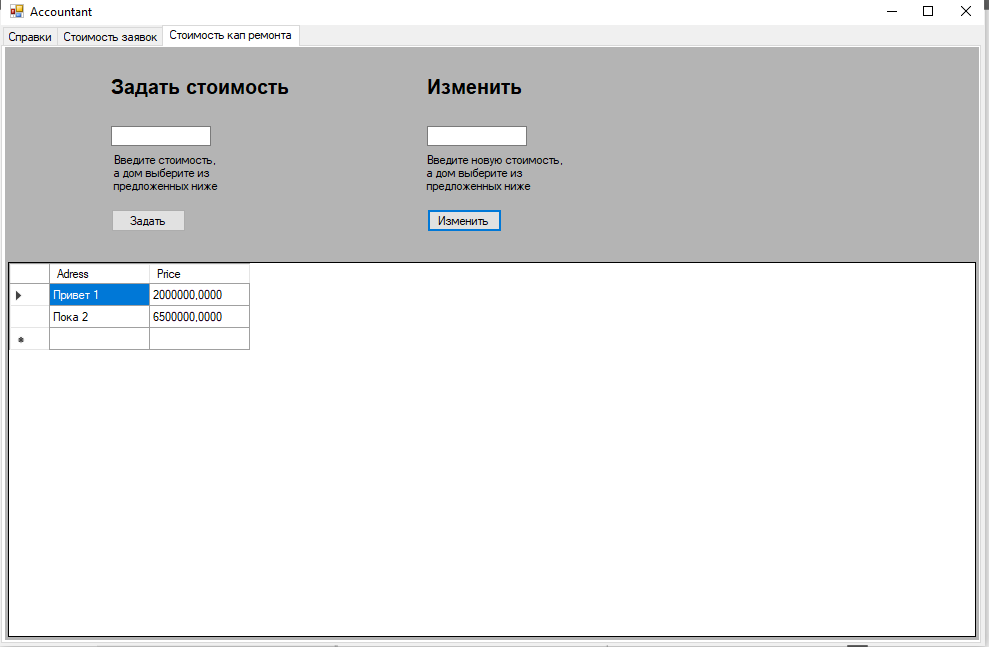 Accountant
Справки Стоимость заявок Стоимость кап ремонта
Задать стоимость Изменить
Введите стоимость, Введите новую стоимость,
а дом выберите из а дом выберите из
предложенных ниже предложенных ниже
Задать Изменить
Adress Price
Привет 1 2000000,0000
Пока 2 6500000,0000